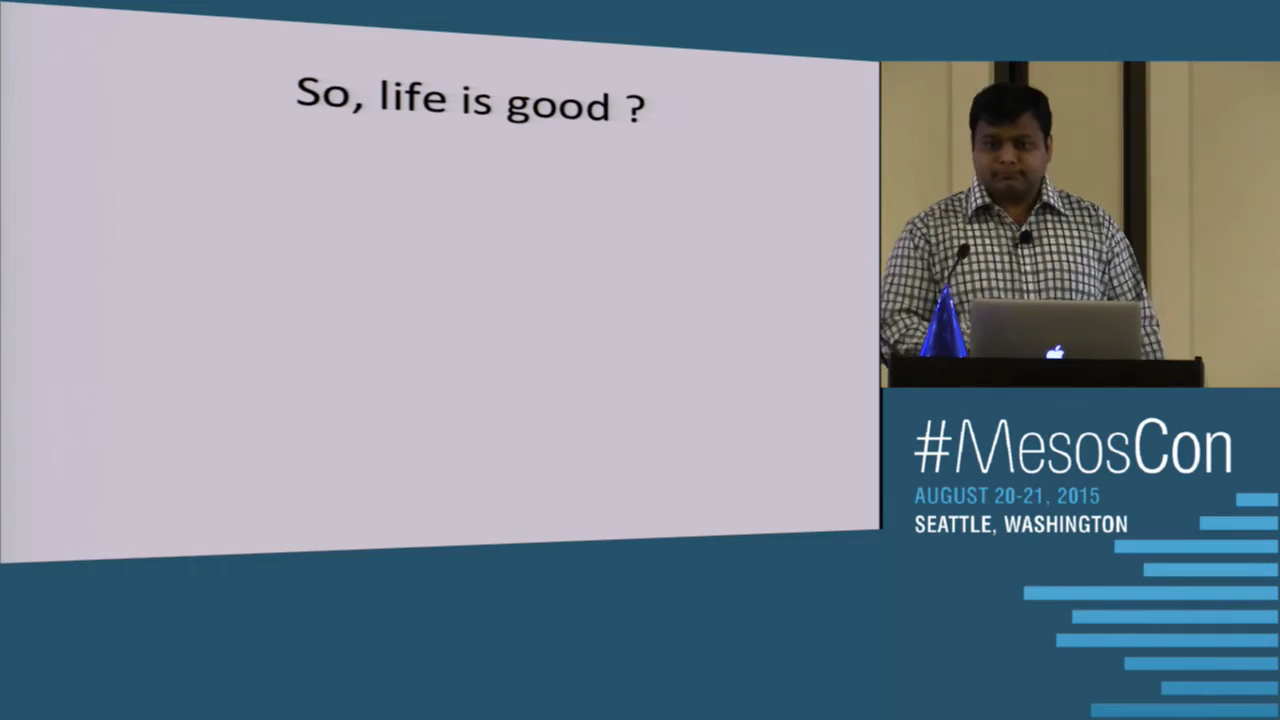 So, life is good ?
#MesosCon
AUGUST 20-21, 2015
SEATTLE, WASHINGTON